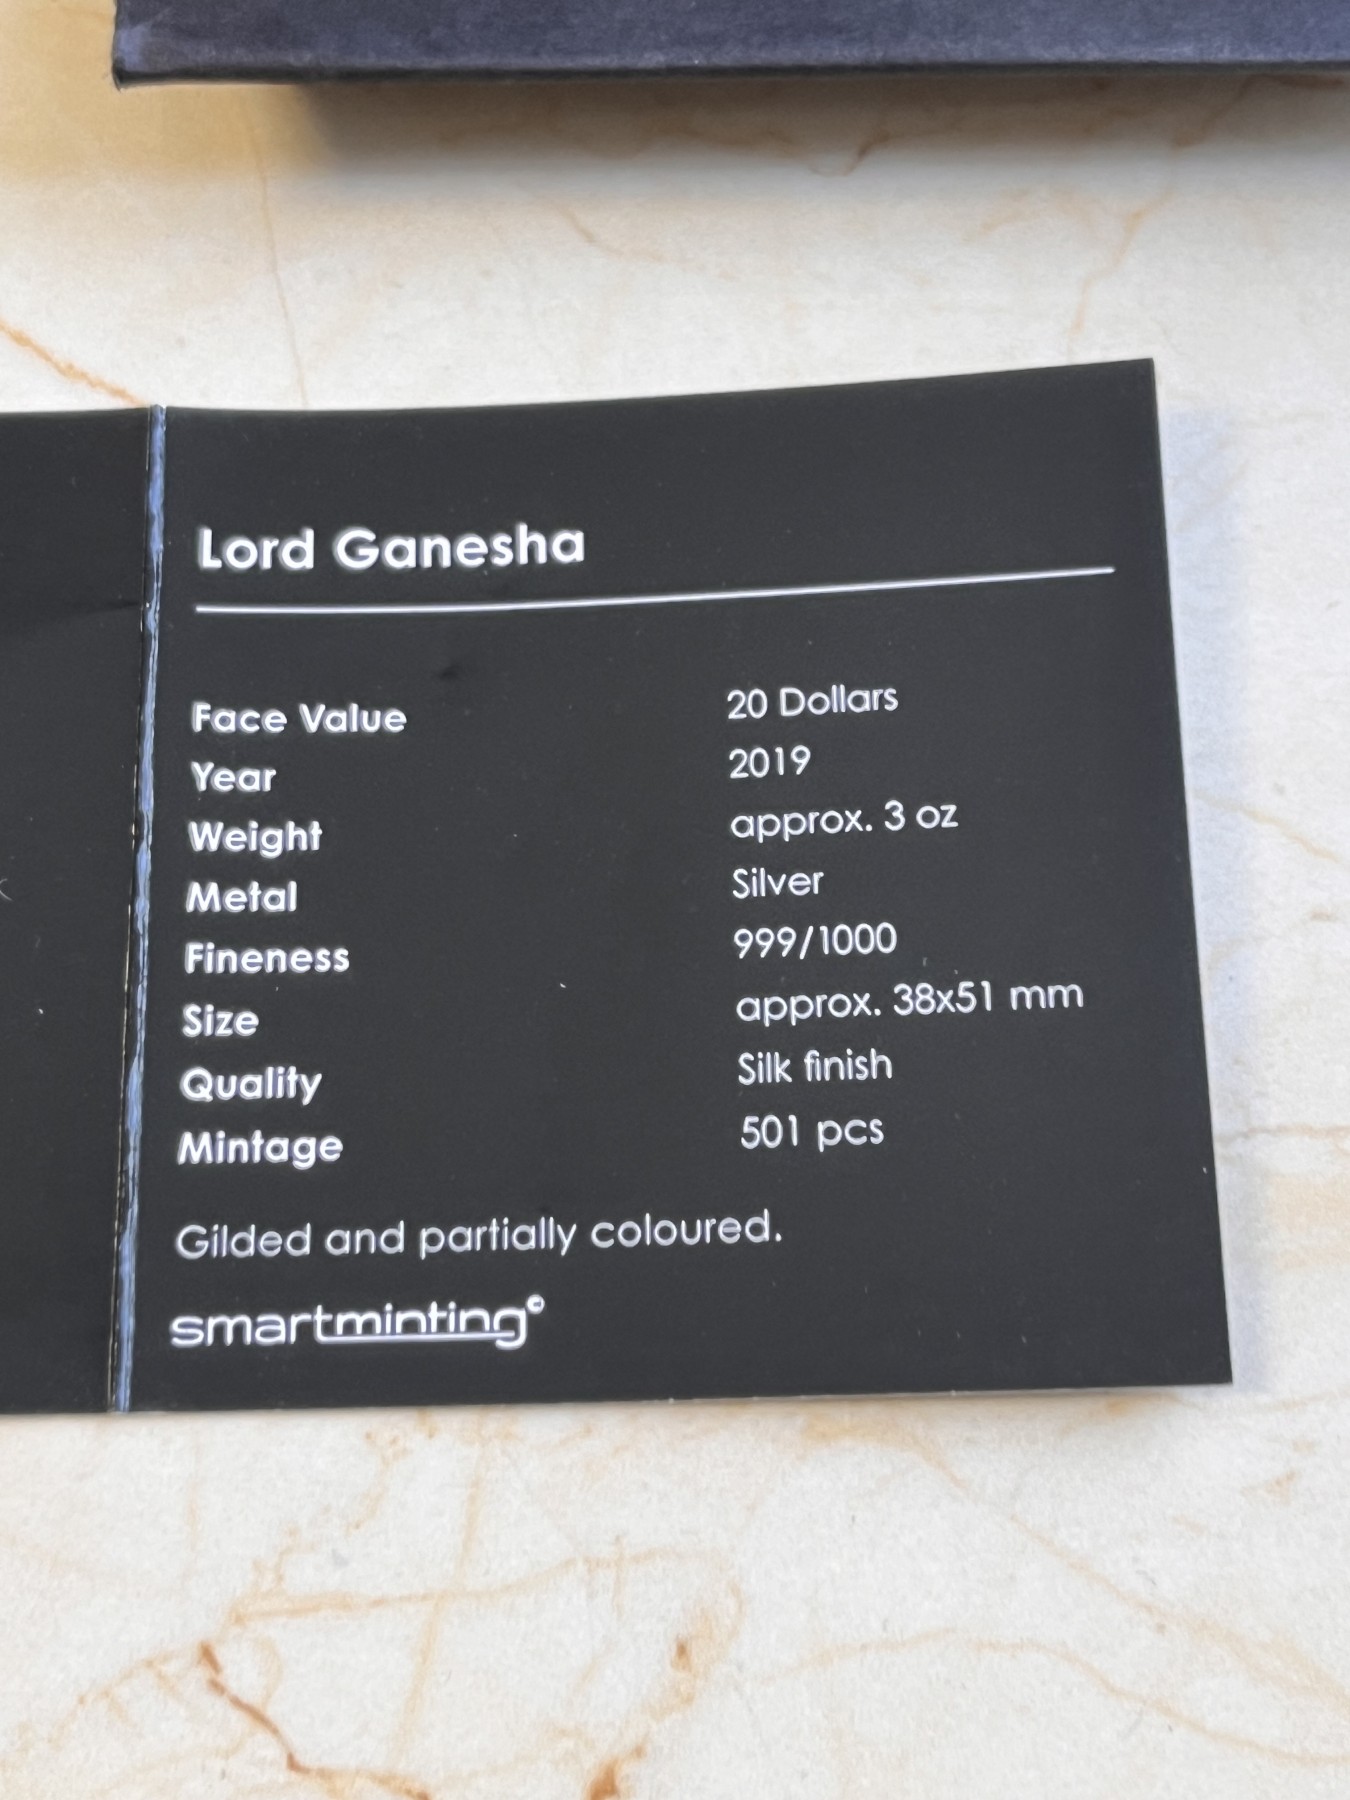 Lord Ganesha
Face Value 20 Dollars
Year 2019
Weight approx. 3 oz
Metal Silver
Fineness 999/1000
Size approx. 38x51 mm
Quality Silk finish
Mintage 501 pcs
Gilded and partially coloured.
smartminting©